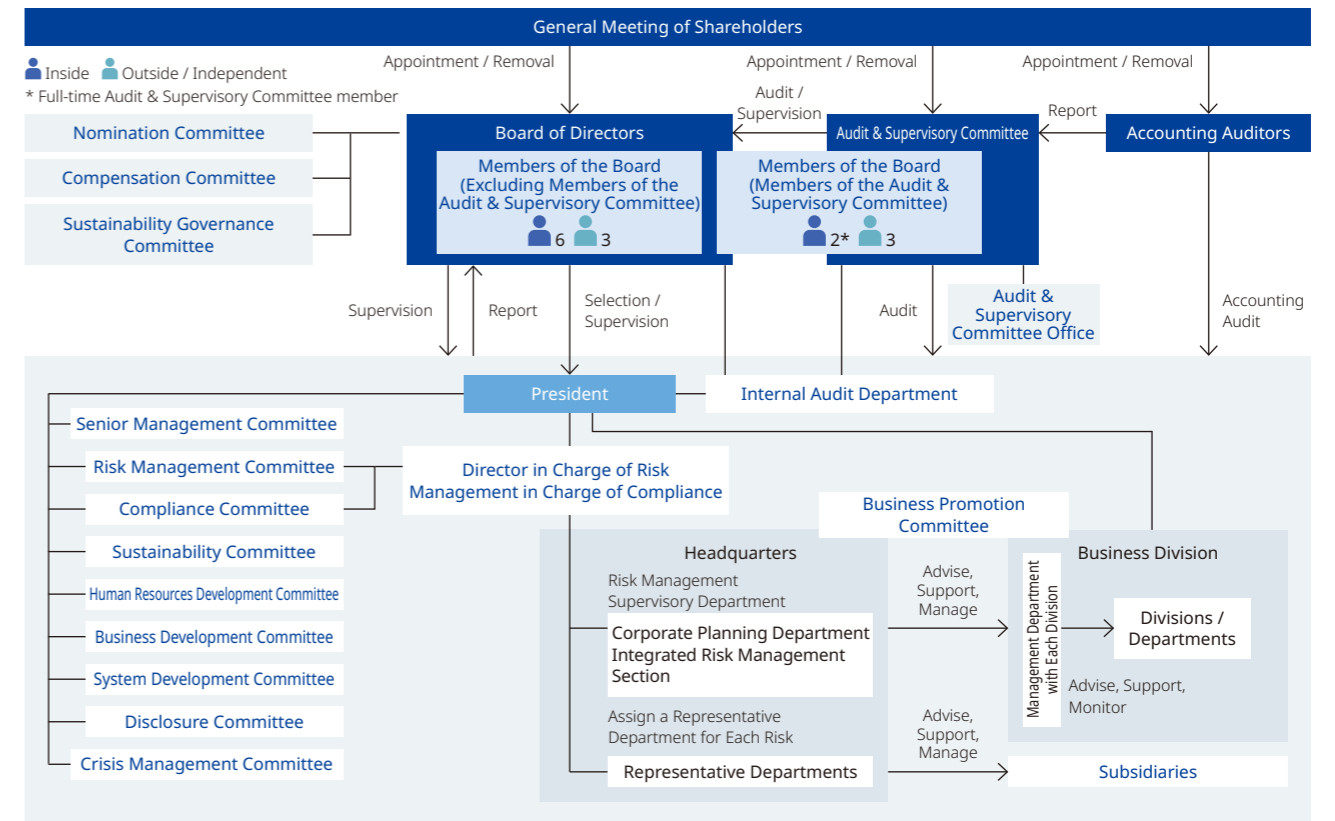 General Meeting of Shareholders
Inside
Outside / Independent
* Full-time Audit & Supervisory Committee member
Appointment / Removal
Appointment / Removal
Appointment / Removal
Nomination Committee
Compensation Committee
Sustainability Governance
Committee
Board of Directors
Audit /
Supervision
Audit & Supervisory Committee
Report
Accounting Auditors
Members of the Board
(Excluding Members of the
Audit & Supervisory Committee)
6
3
Members of the Board
(Members of the Audit &
Supervisory Committee)
2*
3
Supervision
Report
Selection /
Supervision
Audit
Audit &
Supervisory
Committee Office
Accounting
Audit
President
Internal Audit Department
Senior Management Committee
Risk Management Committee
Compliance Committee
Sustainability Committee
Human Resources Development Committee
Business Development Committee
System Development Committee
Disclosure Committee
Crisis Management Committee
Director in Charge of Risk
Management in Charge of Compliance
Business Promotion
Committee
Headquarters
Risk Management
Supervisory Department
Corporate Planning Department
Integrated Risk Management
Section
Assign a Representative
Department for Each Risk
Representative Departments
Advise,
Support,
Manage
Advise,
Support,
Manage
Business Division
Management Department
with Each Division
Divisions /
Departments
Advise, Support,
Monitor
Subsidiaries